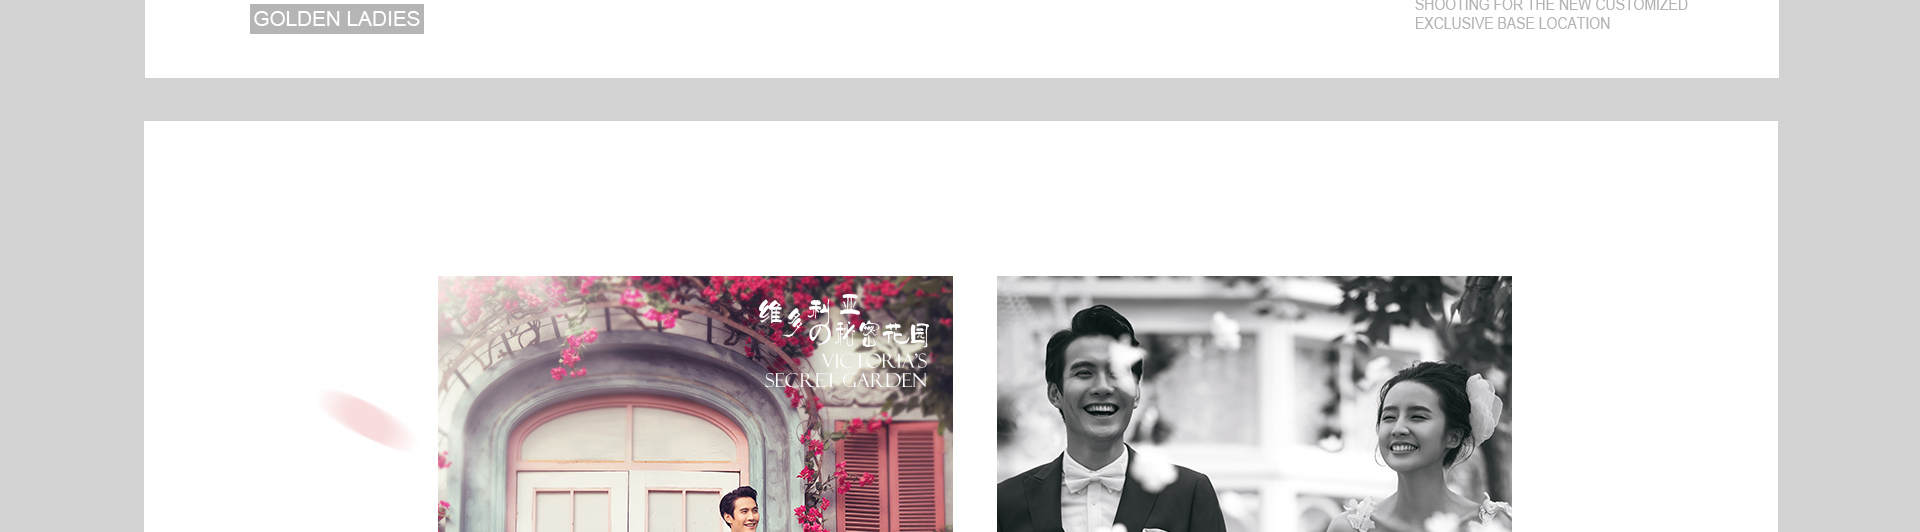 GOLDEN LADIES
SHOOTING FOR THE NEW CUSTOMIZED
EXCLUSIVE BASE LOCATION
维多利亚
の秘密花园
VICTORIA'S
SECRET GARDEN